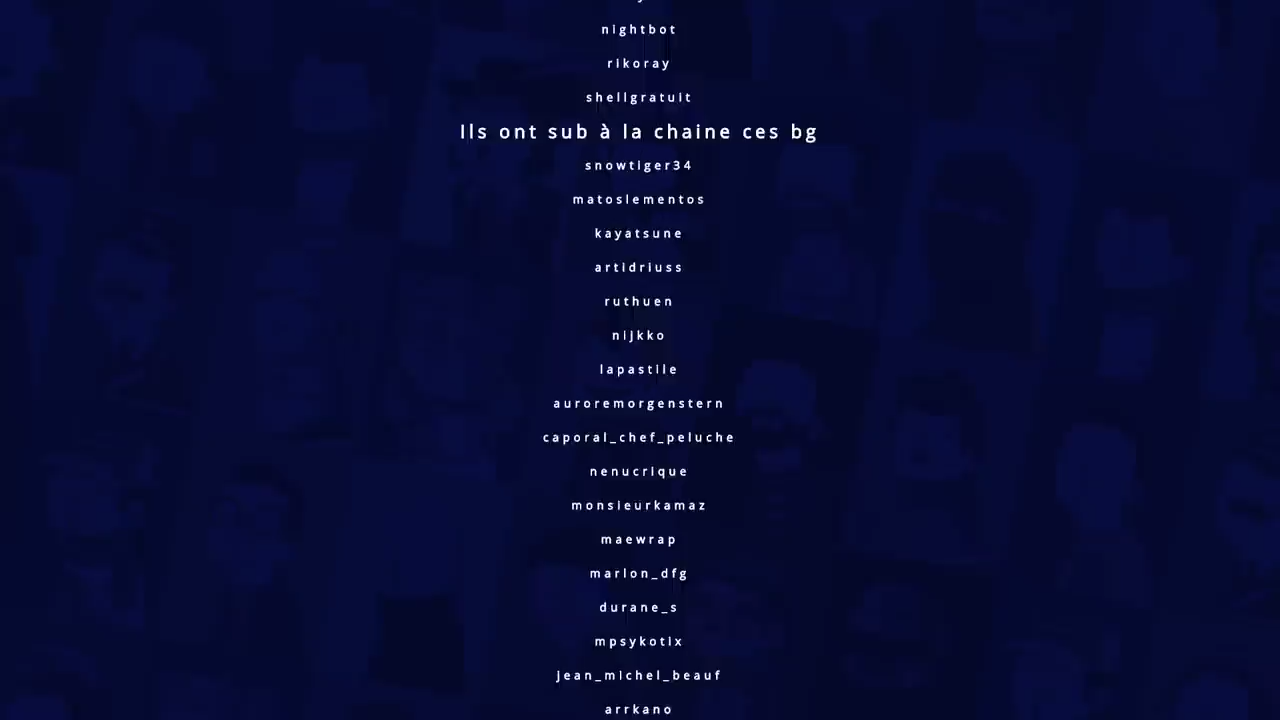 nightbot
rikoray
shellgratuit
Ils ont sub à la chaine ces bg
snowtiger34
matoslementos
kayatsune
artidriuss
ruthuen
nijkko
lapastile
auroremorgenstern
caporal_chef_peluche
nenucrique
monsieurkamaz
maewrap
marlon_dfg
durane_s
mpsykotix
jean_michel_beauf
arrkano